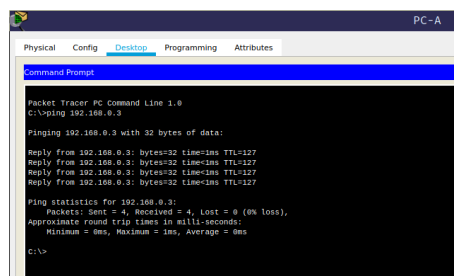 PC-A
Physical Config Desktop Programming Attributes
Command Prompt
Packet Tracer PC Command Line 1.0
C:\>ping 192.168.0.3
Pinging 192.168.0.3 with 32 bytes of data:
Reply from 192.168.0.3: bytes=32 time=1ms TTL=127
Reply from 192.168.0.3: bytes=32 time<1ms TTL=127
Reply from 192.168.0.3: bytes=32 time<1ms TTL=127
Reply from 192.168.0.3: bytes=32 time<1ms TTL=127
Ping statistics for 192.168.0.3:
Packets: Sent = 4, Received = 4, Lost = 0 (0% loss),
Approximate round trip times in milli-seconds:
Minimum = 0ms, Maximum = 1ms, Average = 0ms
C:\>